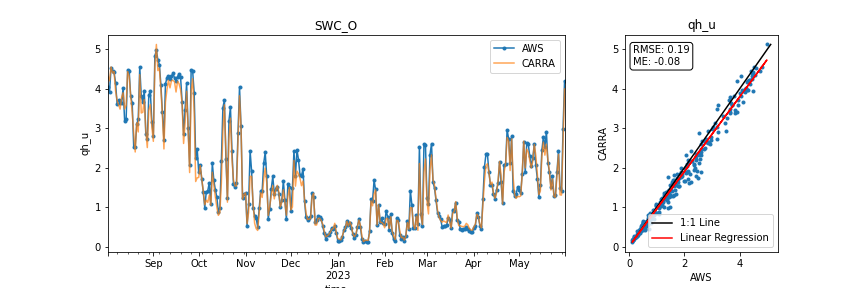 SWC_O
qh_u
5
4
3
2
1
0
AWS
CARRA
Sep Oct Nov Dec Jan Feb Mar Apr May
2023
time
qh_u
CARRA
5
4
3
2
1
0
RMSE: 0.19
ME: -0.08
1:1 Line
Linear Regression
0 2 4
AWS